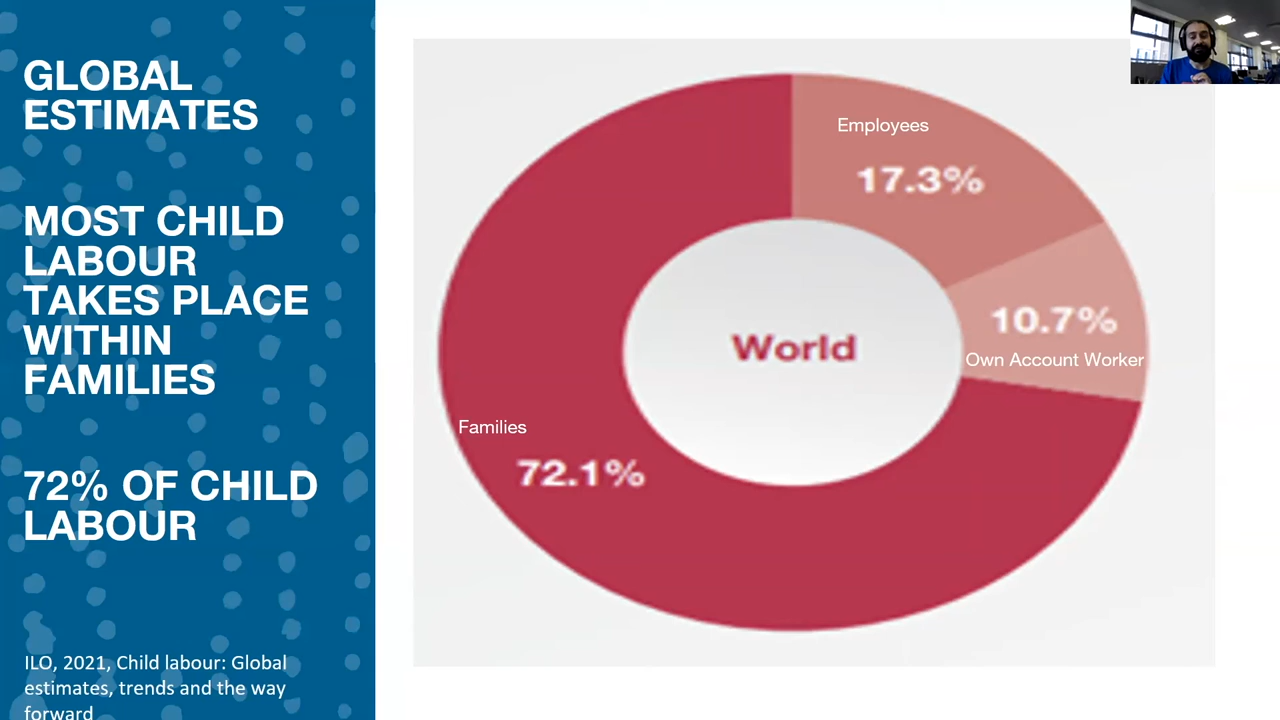 GLOBAL
ESTIMATES
MOST CHILD
LABOUR
TAKES PLACE
WITHIN
FAMILIES
72% OF CHILD
LABOUR
ILO, 2021, Child labour: Global
estimates, trends and the way
forward
Employees
17.3%
10.7%
Own Account Worker
World
Families
72.1%